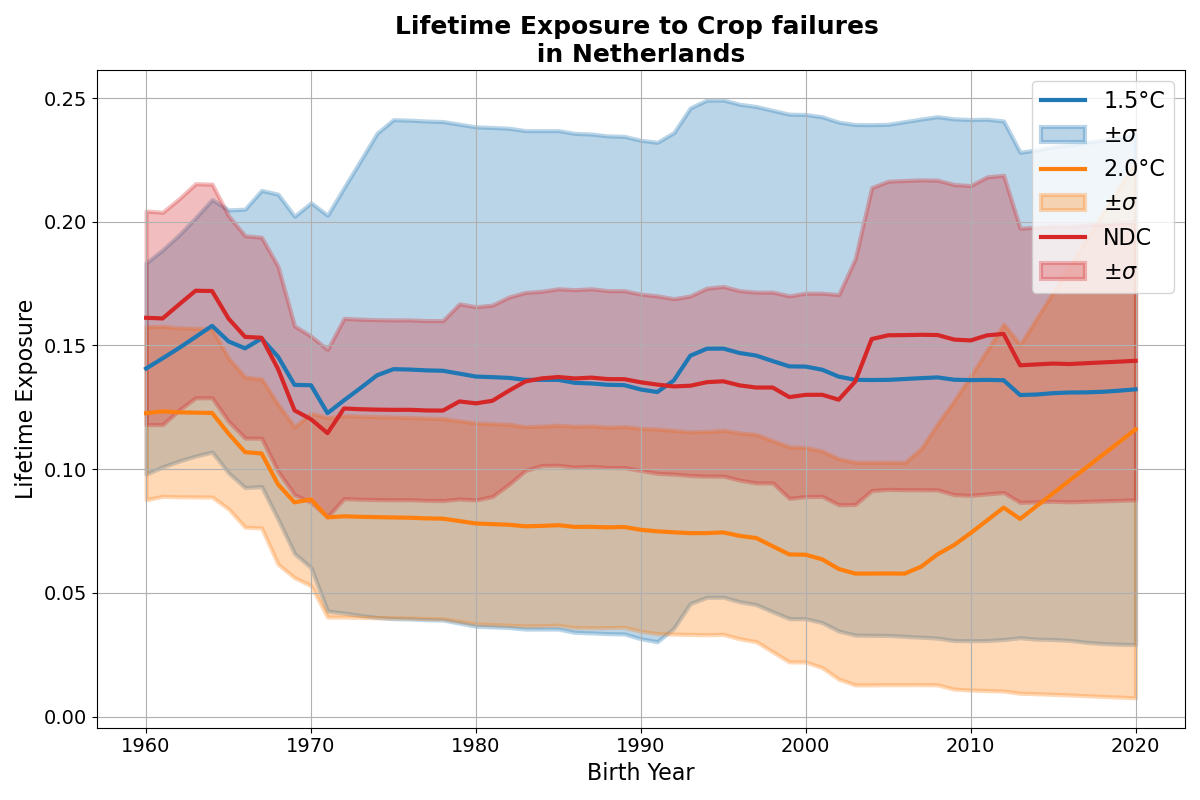 Lifetime Exposure to Crop failures
in Netherlands
1.5°C
±σ
2.0°C
±σ
NDC
±σ
Lifetime Exposure
0.25
0.20
0.15
0.10
0.05
0.00
1960 1970 1980 1990 2000 2010 2020
Birth Year